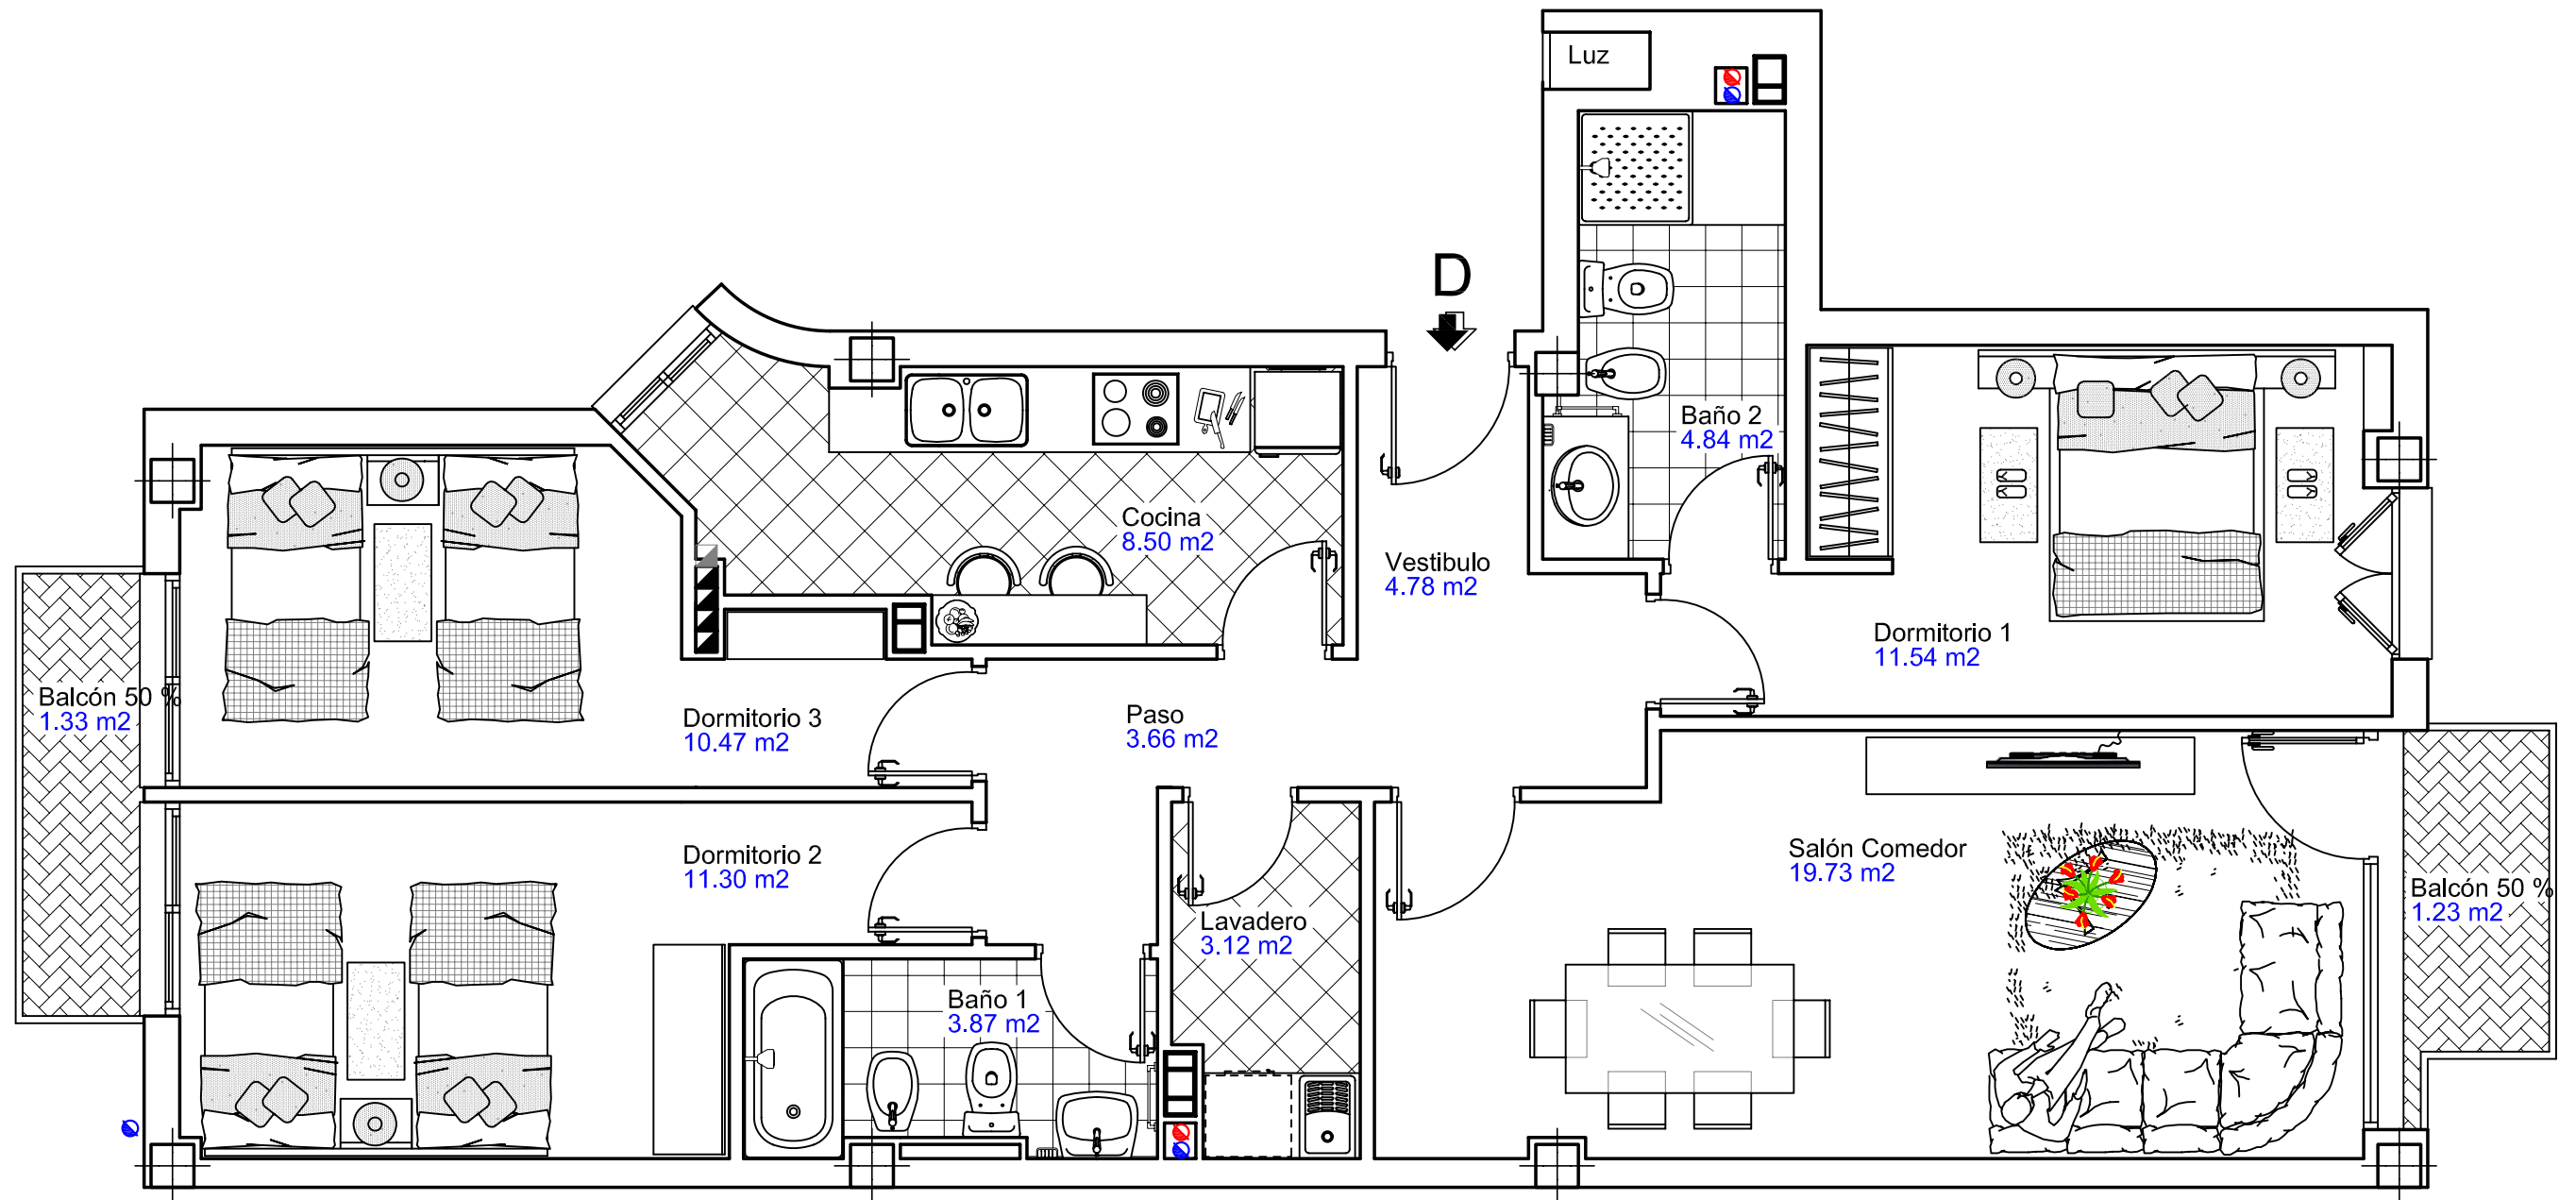 Luz
D
Baño 2
4.84 m2
Cocina
8.50 m2
Vestibulo
4.78 m2
Dormitorio 1
11.54 m2
Balcón 50 %
1.33 m2
Dormitorio 3
10.47 m2
Paso
3.66 m2
Dormitorio 2
11.30 m2
Salón Comedor
19.73 m2
Balcón 50 %
1.23 m2
Lavadero
3.12 m2
Baño 1
3.87 m2